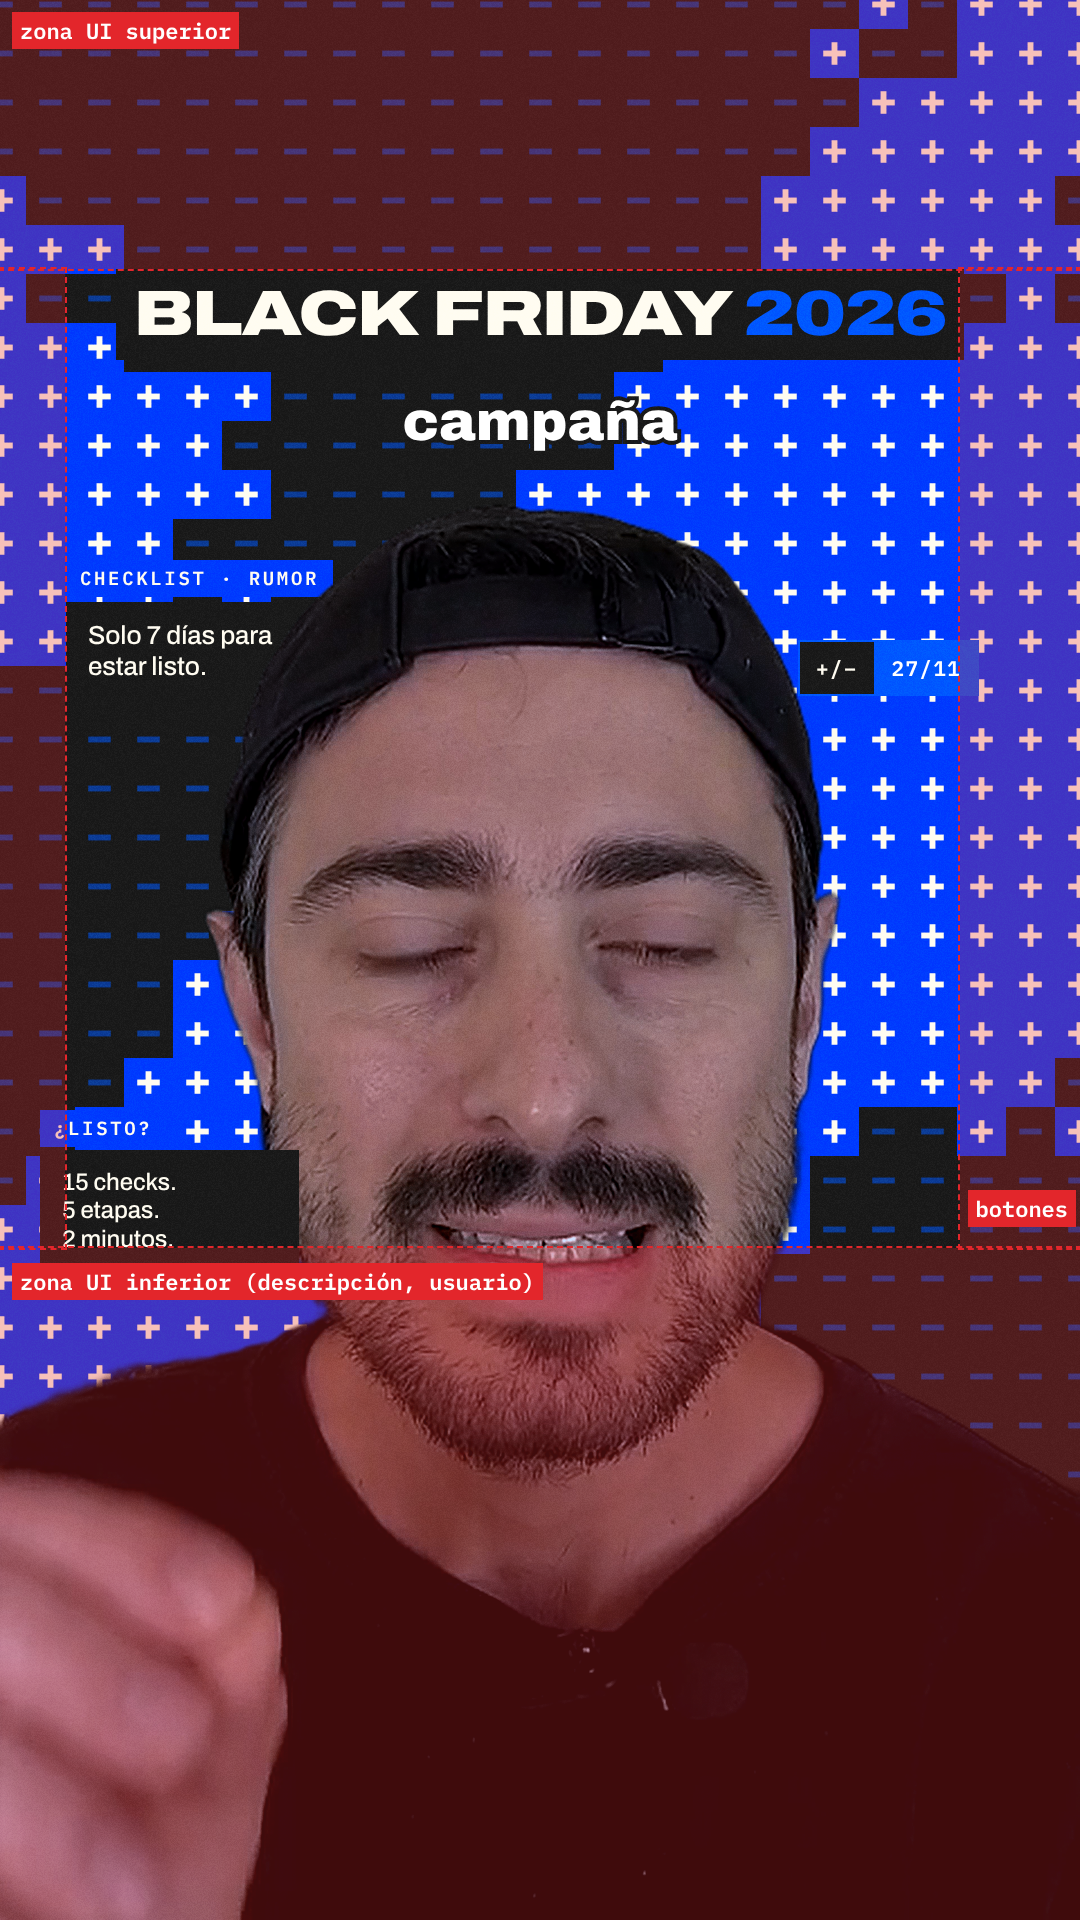 zona UI superior
BLACK FRIDAY 2026
campaña
CHECKLIST · RUMOR
Solo 7 días para
estar listo.
+/− 27/11
¿LISTO?
15 checks.
5 etapas.
2 minutos.
botones
zona UI inferior (descripción, usuario)